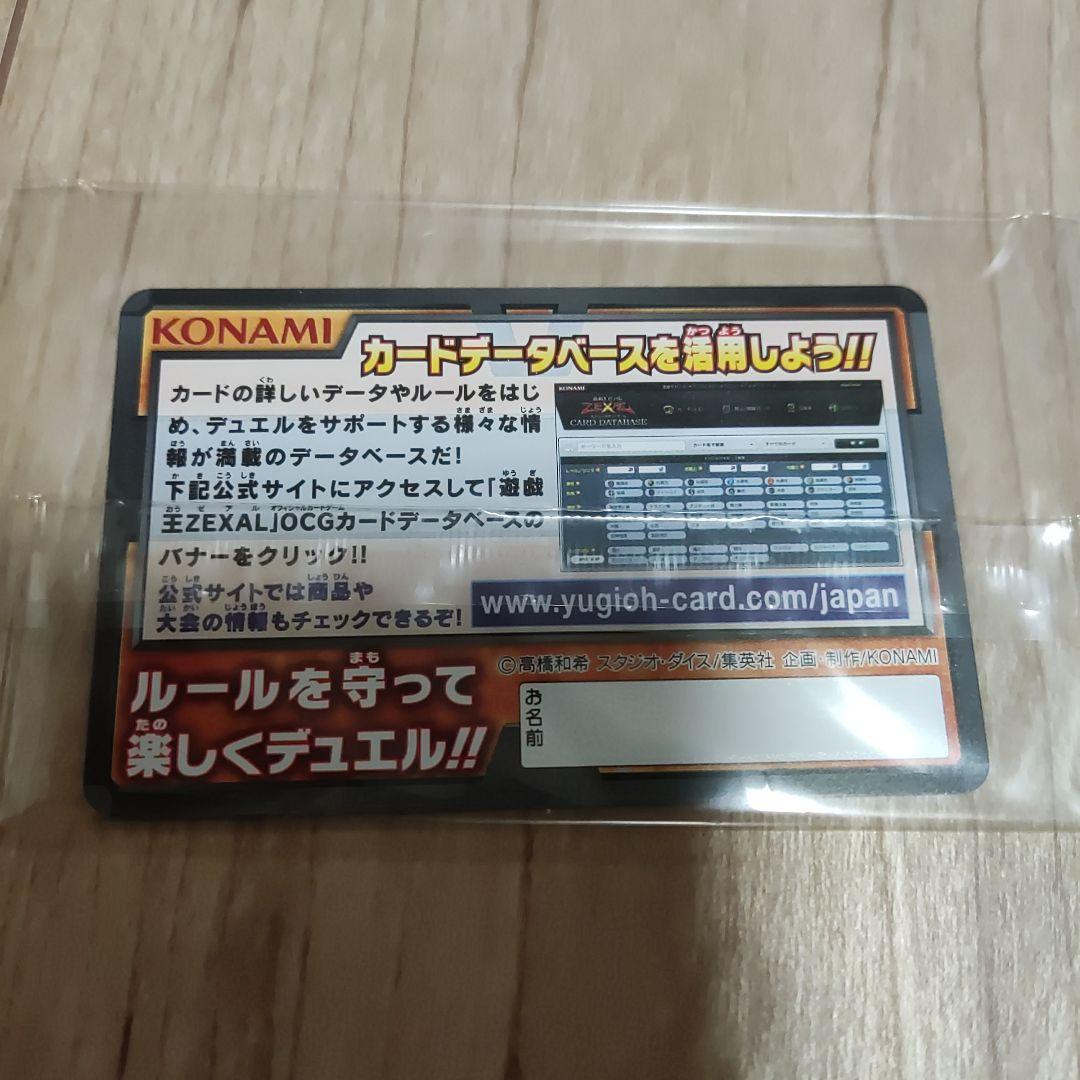 KONAMI
カードデータベースを活用しよう!!
カードの詳しいデータやルールをはじ
め、デュエルをサポートする様々な情
報が満載のデータベースだ!
下記公式サイトにアクセスして「遊戯
王ZEXAL」OCGカードデータベースの
バナーをクリック!!
公式サイトでは商品や
大会の情報もチェックできるぞ!
KONAMI
ZEXAL
CARD DATABASE
www.yugioh-card.com/japan
©高橋和希 スタジオ・ダイス/集英社 企画・制作/KONAMI
ルールを守って
楽しくデュエル!!
お名前